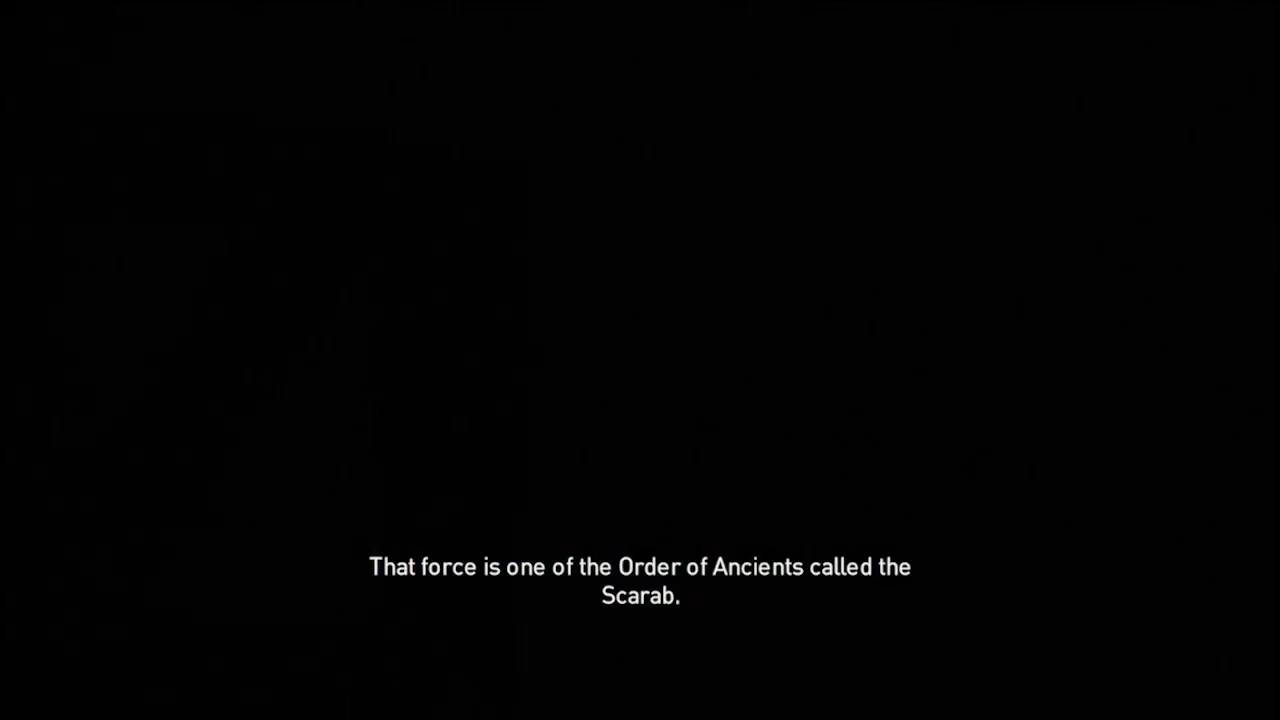 That force is one of the Order of Ancients called the
Scarab.